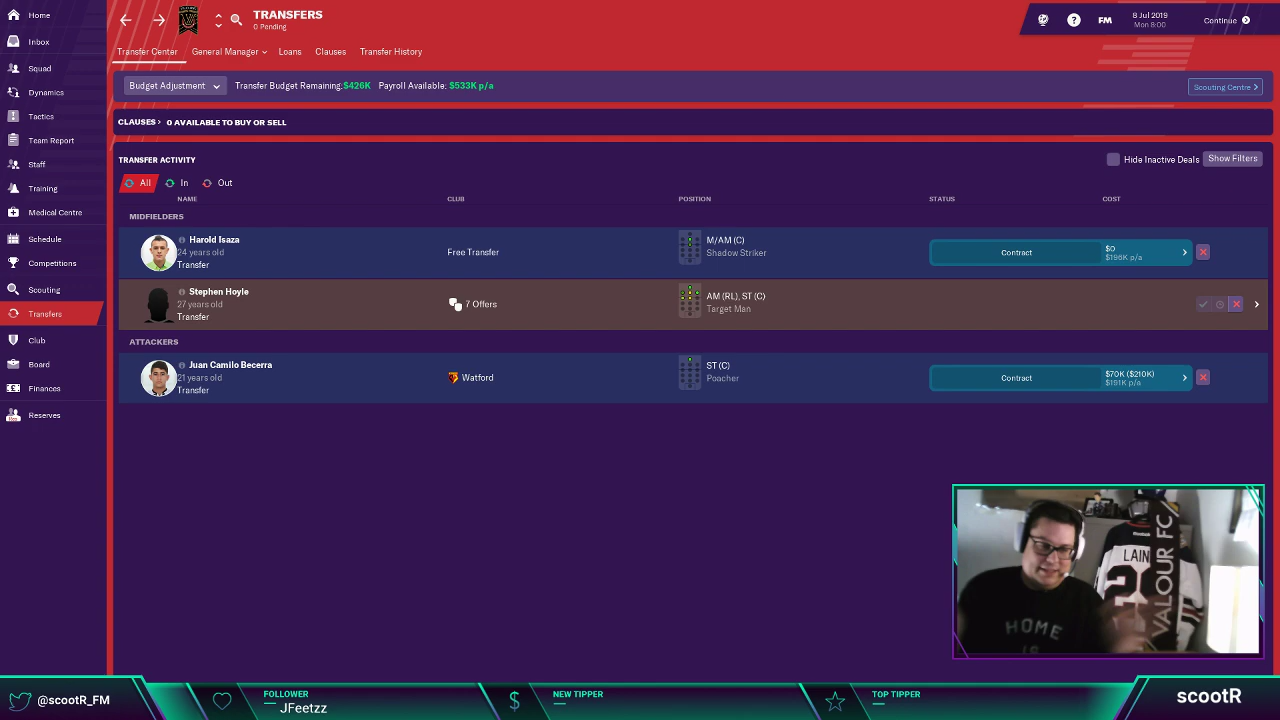 Home
Inbox
Squad
Dynamics
Tactics
Team Report
Staff
Training
Medical Centre
Schedule
Competitions
Scouting
Transfers
Club
Board
Finances
Reserves
TRANSFERS
0 Pending
FM
8 Jul 2019
Mon 8:00
Continue
Transfer Center General Manager Loans Clauses Transfer History
Budget Adjustment Transfer Budget Remaining:$426K Payroll Available: $533K p/a Scouting Centre >
CLAUSES> 0 AVAILABLE TO BUY OR SELL
TRANSFER ACTIVITY
Hide Inactive Deals Show Filters
All In Out
NAME CLUB POSITION STATUS COST
MIDFIELDERS
Harold Isaza
24 years old
Transfer
Free Transfer
M/AM (C)
Shadow Striker
Contract
$0
$196K p/a
Stephen Hoyle
27 years old
Transfer
7 Offers
AM (RL), ST (C)
Target Man
ATTACKERS
Juan Camilo Becerra
21 years old
Transfer
Watford
ST (C)
Poacher
Contract
$70K ($210K)
$191K p/a
LAIN
2
VALOUR FC
HOME
IS
@scootR_FM
FOLLOWER
JFeetzz
NEW TIPPER
TOP TIPPER
scootR